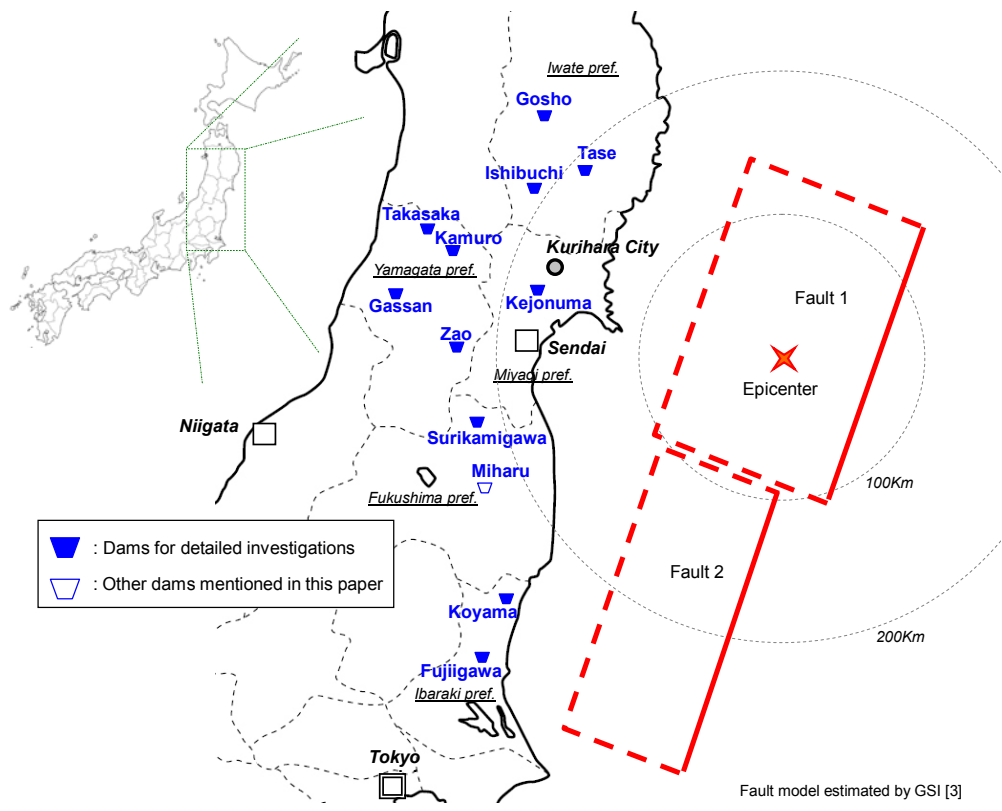 Iwate pref.
Gosho
Tase
Ishibuchi
Takasaka
Kamuro
Kurihara City
Yamagata pref.
Gassan
Kejonuma
Fault 1
Zao
Sendai
Miyagi pref.
Epicenter
Niigata
Surikamigawa
Miharu
Fukushima pref.
100Km
: Dams for detailed investigations
: Other dams mentioned in this paper
Fault 2
Koyama
200Km
Fujiigawa
Ibaraki pref.
Tokyo
Fault model estimated by GSI [3]